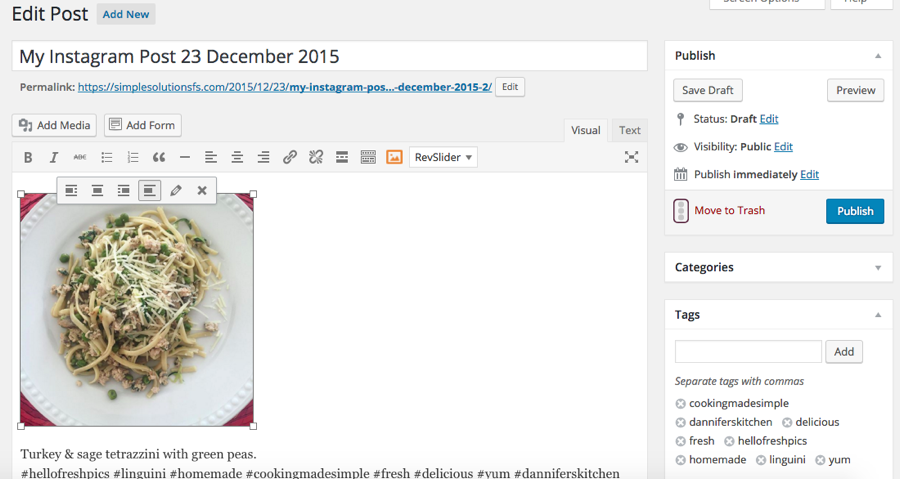 Edit Post Add New
Screen Options Help
My Instagram Post 23 December 2015
Permalink: https://simplesolutionsfs.com/2015/12/23/my-instagram-pos...-december-2015-2/ Edit
Add Media Add Form
Visual Text
B I ABC RevSlider
Turkey & sage tetrazzini with green peas.
#hellofreshpics #linguini #homemade #cookingmadesimple #fresh #delicious #yum #danniferskitchen
Publish
Save Draft Preview
Status: Draft Edit
Visibility: Public Edit
Publish immediately Edit
Move to Trash Publish
Categories
Tags
Add
Separate tags with commas
cookingmadesimple
danniferskitchen delicious
fresh hellofreshpics
homemade linguini yum